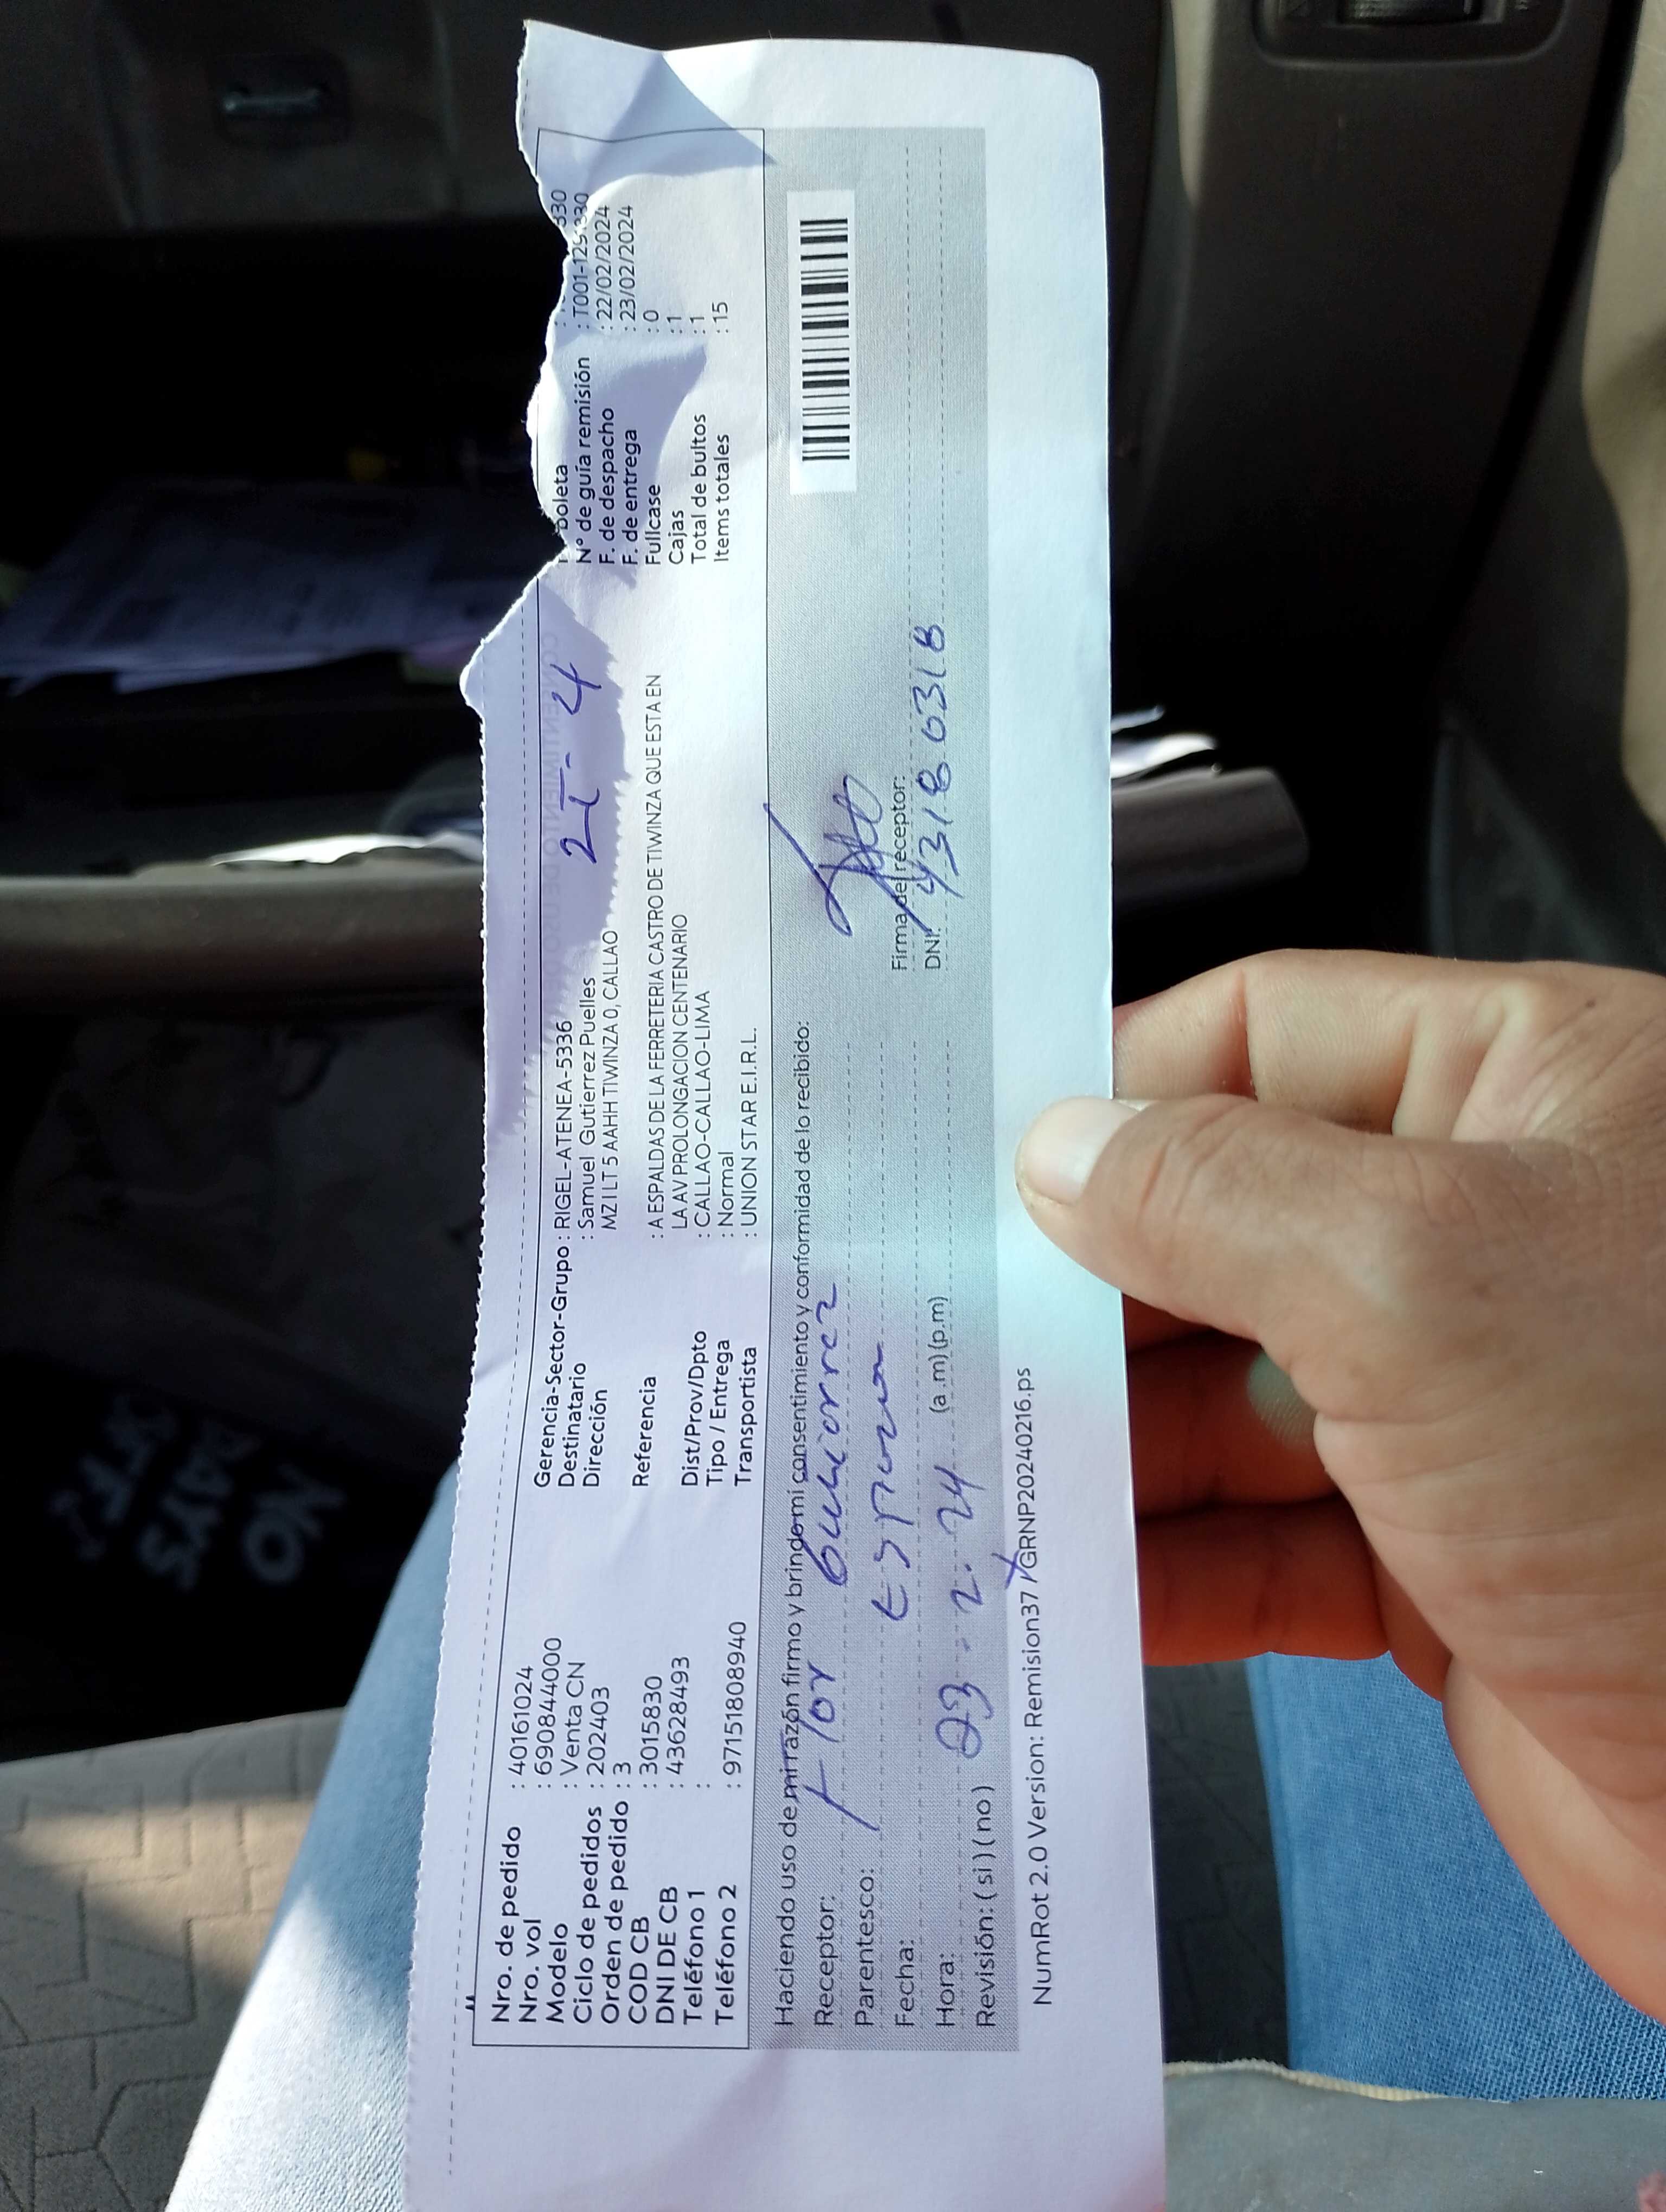 Nro. de pedido : 40161024
Nro. vol : 6908444000
Modelo : Venta CN
Ciclo de pedidos : 202403
Orden de pedido : 3
COD CB : 3015830
DNI DE CB : 43628493
Teléfono 1 :
Teléfono 2 : 97151808940
Gerencia-Sector-Grupo : RIGEL-ATENEA-5336
Destinatario : Samuel Gutierrez Puelles
Dirección MZ I LT 5 AAHH TIWINZA 0, CALLAO
Referencia : A ESPALDAS DE LA FERRETERIA CASTRO DE TIWINZA QUE ESTA EN
LA AV PROLONGACION CENTENARIO
Dist/Prov/Dpto : CALLAO-CALLAO-LIMA
Tipo / Entrega : Normal
Transportista : UNION STAR E.I.R.L.
boleta : 330
N° de guía remisión : T001-129330
F. de despacho : 22/02/2024
F. de entrega : 23/02/2024
Fullcase : 0
Cajas : 1
Total de bultos : 1
Items totales : 15
Haciendo uso de mi razón firmo y brindo mi consentimiento y conformidad de lo recibido:
Receptor: Flor Gutierrez
Parentesco: Esposa
Fecha: 23. 2. 24
Hora: (a.m)(p.m)
Revisión: ( si ) ( no )
Firma del receptor:
DNI: 43180318
NumRot 2.0 Version: Remision37 /GRNP20240216.ps